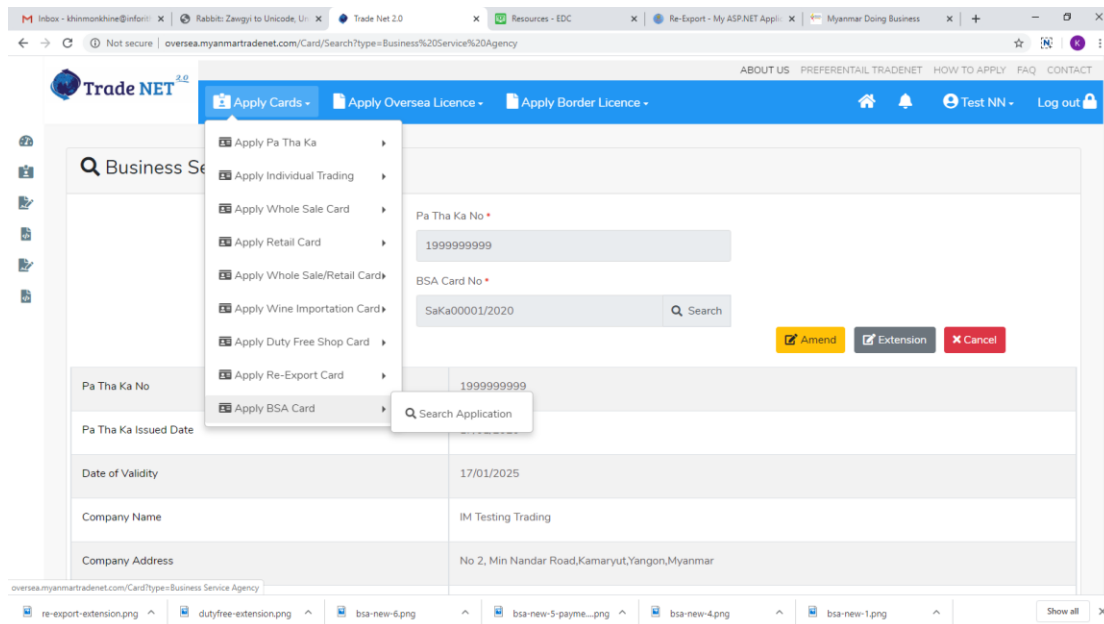 Inbox - khinmonkhine@inforit
Rabbit: Zawgyi to Unicode, Un
Trade Net 2.0
Resources - EDC
Re-Export - My ASP.NET Applic
Myanmar Doing Business
Not secure | oversea.myanmartradenet.com/Card/Search?type=Business%20Service%20Agency
K
ABOUT US PREFERENTAIL TRADENET HOW TO APPLY FAQ CONTACT
Trade NET 2.0
Apply Cards
Apply Oversea Licence
Apply Border Licence
Test NN
Log out
Business Se
Apply Pa Tha Ka
Apply Individual Trading
Apply Whole Sale Card
Apply Retail Card
Apply Whole Sale/Retail Card
Apply Wine Importation Card
Apply Duty Free Shop Card
Apply Re-Export Card
Apply BSA Card
Search Application
Pa Tha Ka No *
1999999999
BSA Card No *
SaKa00001/2020
Search
Amend
Extension
Cancel
Pa Tha Ka No 1999999999
Pa Tha Ka Issued Date
Date of Validity 17/01/2025
Company Name IM Testing Trading
Company Address No 2, Min Nandar Road,Kamaryut,Yangon,Myanmar
oversea.myanmartradenet.com/Card?type=Business Service Agency
re-export-extension.png
dutyfree-extension.png
bsa-new-6.png
bsa-new-5-payme....png
bsa-new-4.png
bsa-new-1.png
Show all